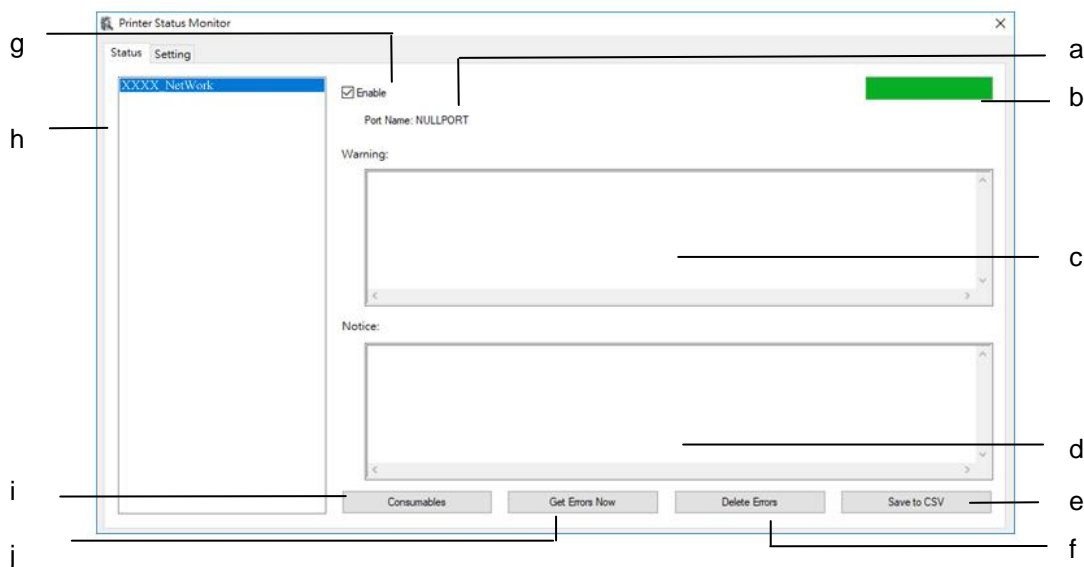 Printer Status Monitor
g
Status Setting
a
XXXX_NetWork
Enable
b
Port Name: NULLPORT
h
Warning:
c
Notice:
d
i
Consumables Get Errors Now Delete Errors Save to CSV
e
j
f